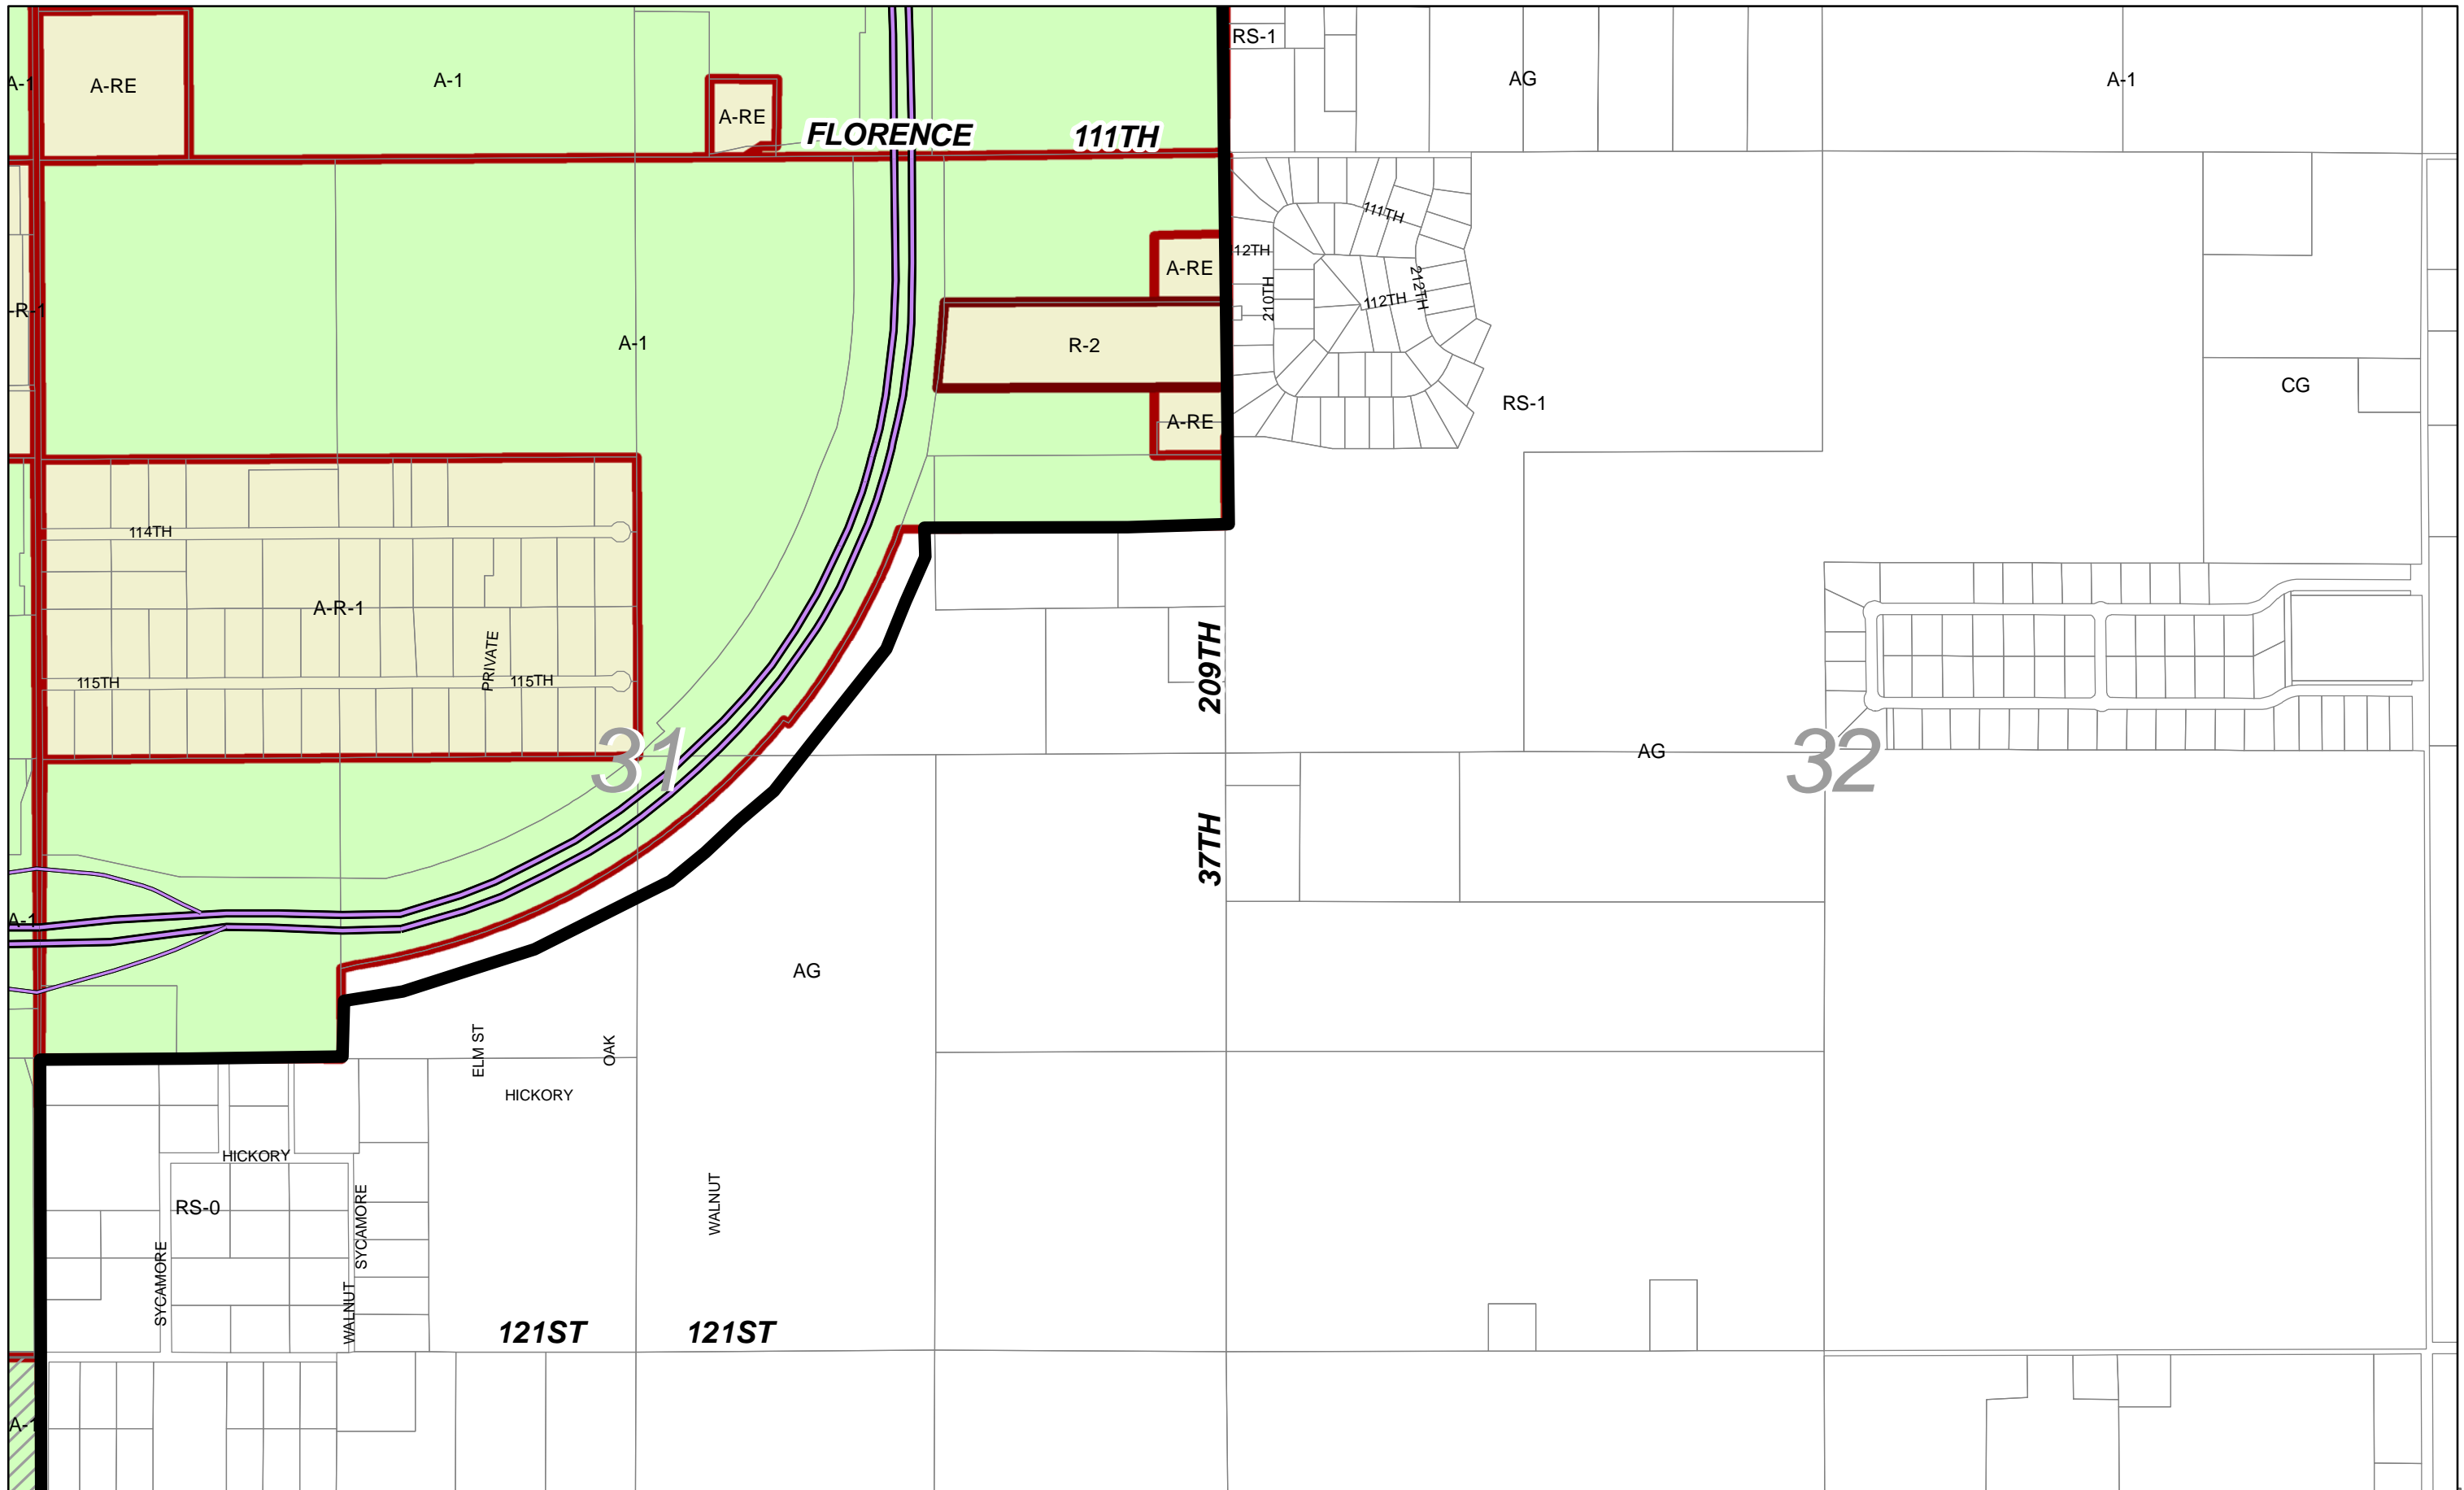 RS-1
A-1
A-RE
A-1
AG
A-1
A-RE
FLORENCE
111TH
111TH
12TH
A-RE
210TH
212TH
112TH
-R-1
A-1
R-2
CG
RS-1
A-RE
114TH
A-R-1
PRIVATE
209TH
115TH
115TH
31
AG
32
37TH
A-1
AG
ELM ST
OAK
HICKORY
HICKORY
WALNUT
RS-0
SYCAMORE
SYCAMORE
WALNUT
121ST
121ST
A-1